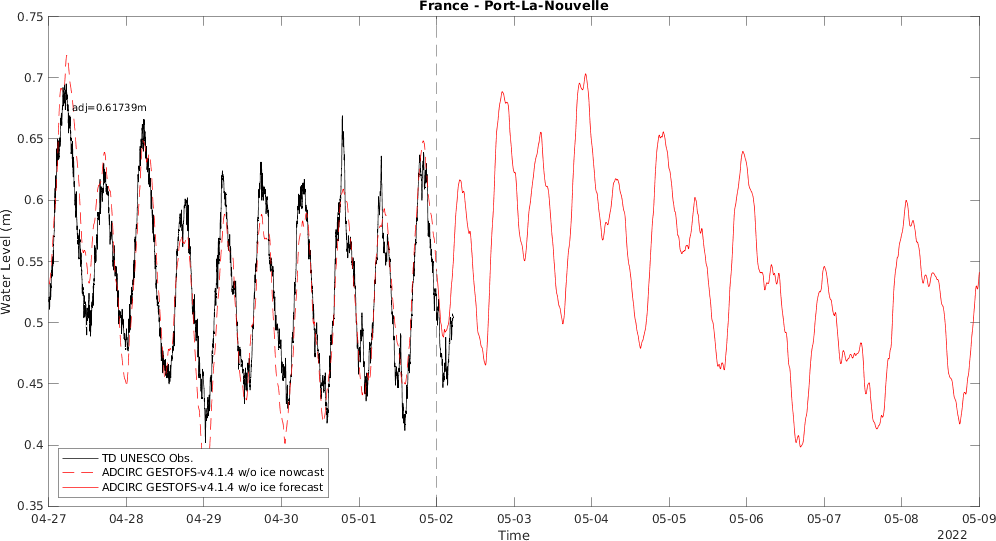 France - Port-La-Nouvelle
0.75
0.7
0.65
0.6
0.55
0.5
0.45
0.4
0.35
Water Level (m)
adj=0.61739m
TD UNESCO Obs.
ADCIRC GESTOFS-v4.1.4 w/o ice nowcast
ADCIRC GESTOFS-v4.1.4 w/o ice forecast
04-27 04-28 04-29 04-30 05-01 05-02 05-03 05-04 05-05 05-06 05-07 05-08 05-09
Time
2022